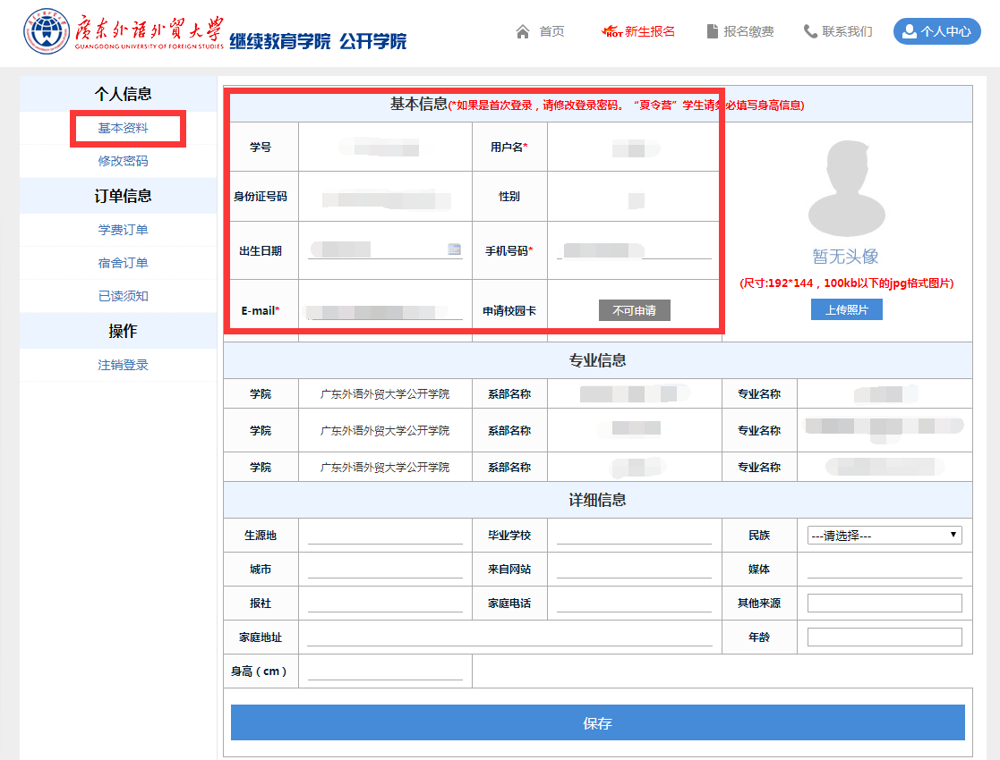 廣东外语外贸大学
GUANGDONG UNIVERSITY OF FOREIGN STUDIES
继续教育学院 公开学院
首页
HOT 新生报名
报名缴费
联系我们
个人中心
个人信息
基本资料
修改密码
订单信息
学费订单
宿舍订单
已读须知
操作
注销登录
基本信息(*如果是首次登录，请修改登录密码。“夏令营”学生请务必填写身高信息)
学号 用户名*
身份证号码 性别
出生日期 手机号码*
E-mail* 申请校园卡 不可申请
暂无头像
(尺寸:192*144，100kb以下的jpg格式图片)
上传照片
专业信息
学院 广东外语外贸大学公开学院 系部名称 专业名称
学院 广东外语外贸大学公开学院 系部名称 专业名称
学院 广东外语外贸大学公开学院 系部名称 专业名称
详细信息
生源地 毕业学校 民族 ---请选择---
城市 来自网站 媒体
报社 家庭电话 其他来源
家庭地址 年龄
身高（cm）
保存